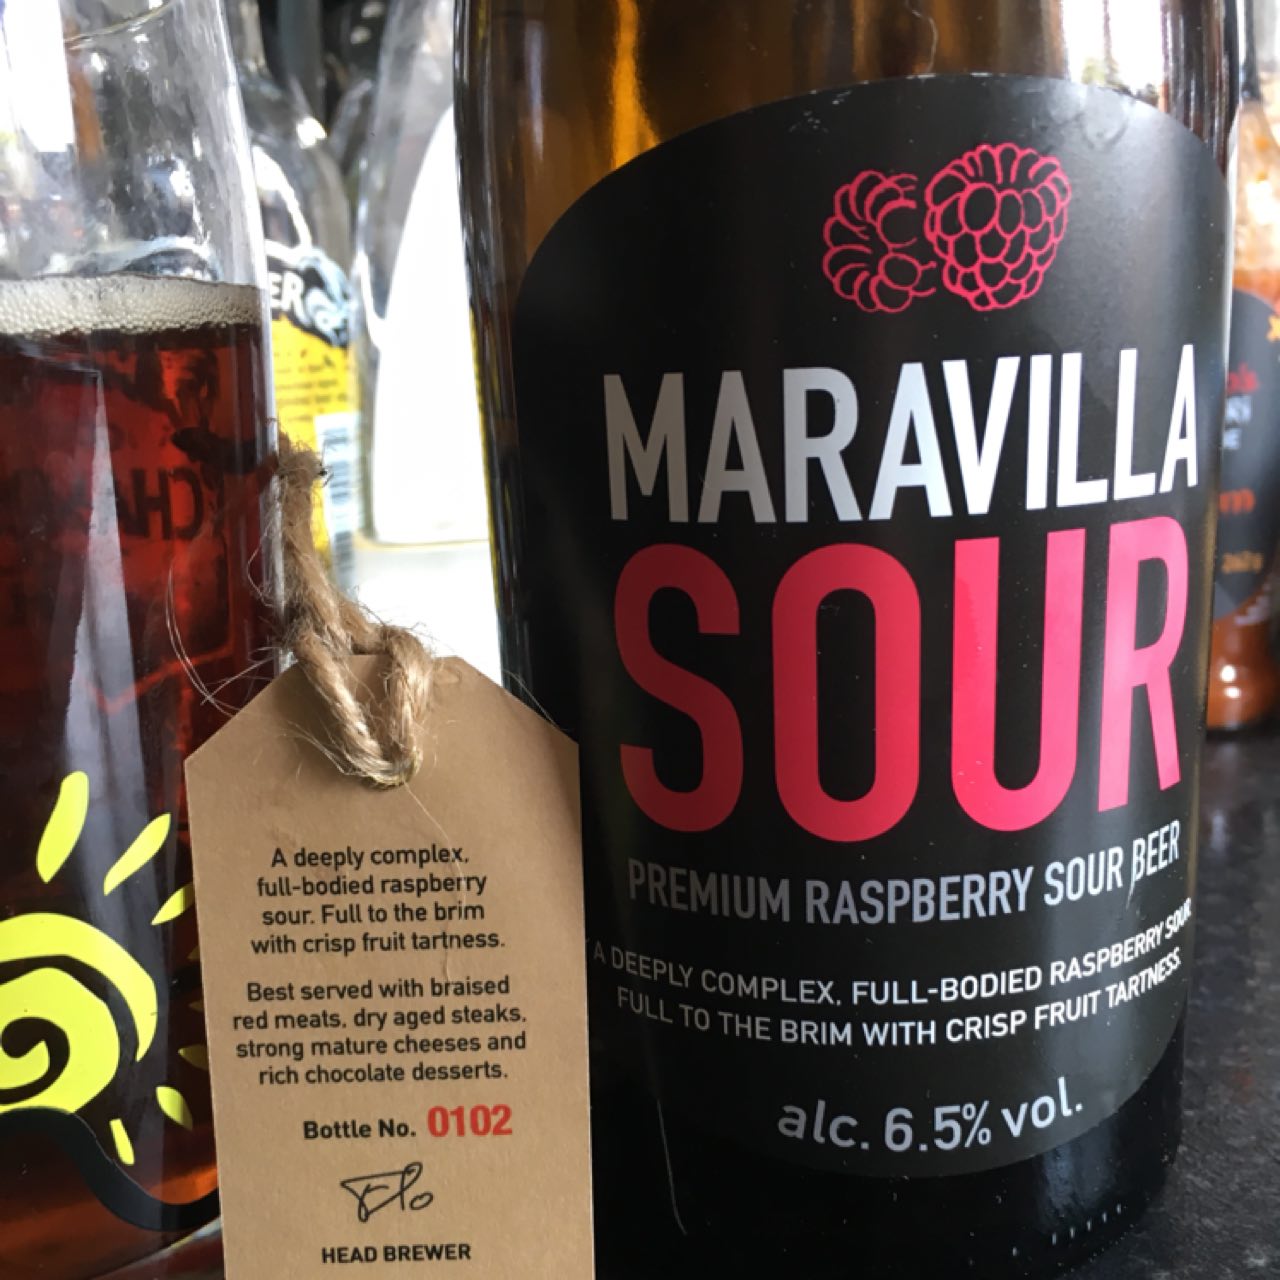 MARAVILLA
SOUR
PREMIUM RASPBERRY SOUR BEER
A DEEPLY COMPLEX, FULL-BODIED RASPBERRY SOUR
FULL TO THE BRIM WITH CRISP FRUIT TARTNESS.
alc. 6.5% vol.
A deeply complex,
full-bodied raspberry
sour. Full to the brim
with crisp fruit tartness.
Best served with braised
red meats, dry aged steaks,
strong mature cheeses and
rich chocolate desserts.
Bottle No. 0102
Flo
HEAD BREWER